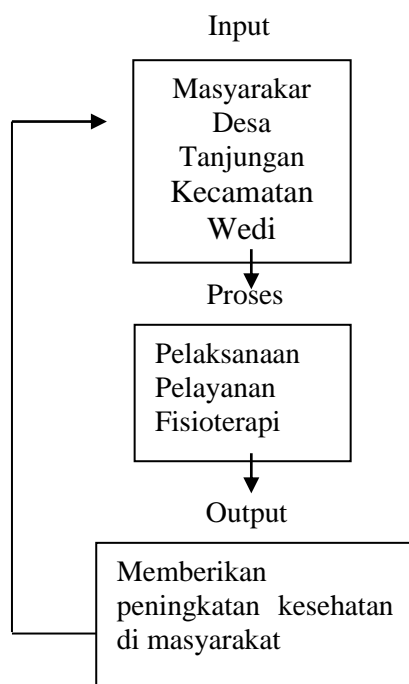 Input
Masyarakar
Desa
Tanjungan
Kecamatan
Wedi
Proses
Pelaksanaan
Pelayanan
Fisioterapi
Output
Memberikan
peningkatan kesehatan
di masyarakat